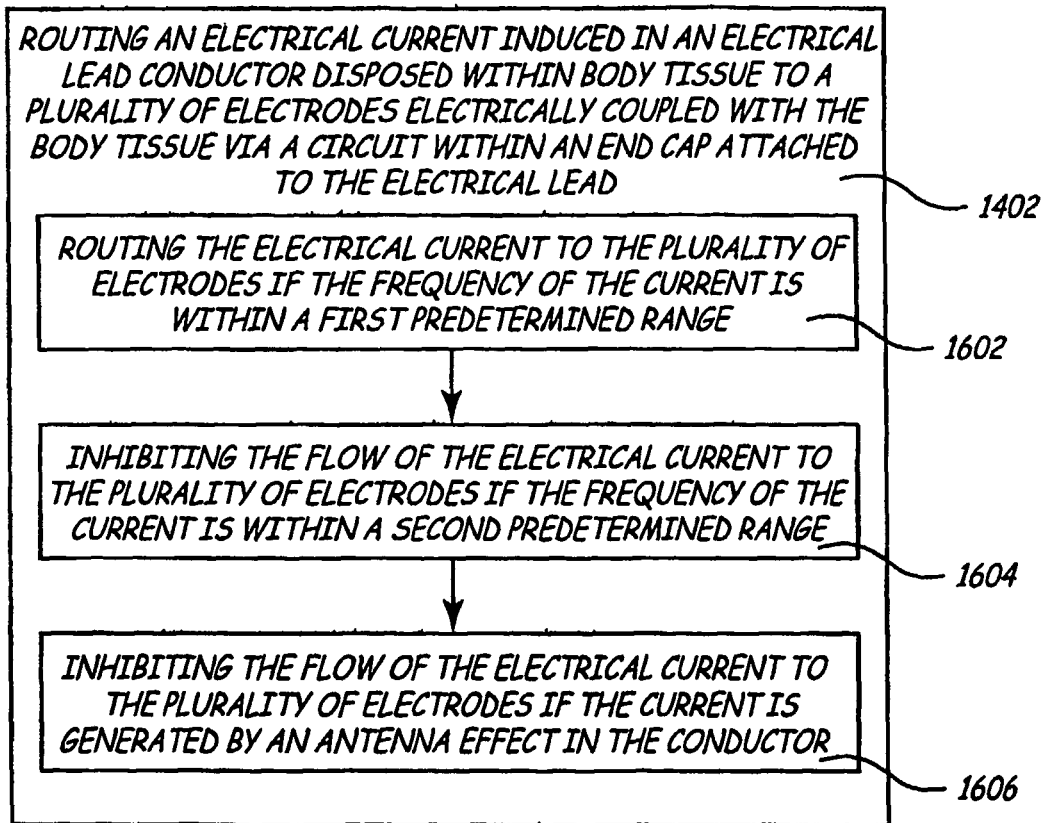 ROUTING AN ELECTRICAL CURRENT INDUCED IN AN ELECTRICAL
LEAD CONDUCTOR DISPOSED WITHIN BODY TISSUE TO A
PLURALITY OF ELECTRODES ELECTRICALLY COUPLED WITH THE
BODY TISSUE VIA A CIRCUIT WITHIN AN END CAP ATTACHED
TO THE ELECTRICAL LEAD
1402
ROUTING THE ELECTRICAL CURRENT TO THE PLURALITY OF
ELECTRODES IF THE FREQUENCY OF THE CURRENT IS
WITHIN A FIRST PREDETERMINED RANGE
1602
INHIBITING THE FLOW OF THE ELECTRICAL CURRENT TO
THE PLURALITY OF ELECTRODES IF THE FREQUENCY OF THE
CURRENT IS WITHIN A SECOND PREDETERMINED RANGE
1604
INHIBITING THE FLOW OF THE ELECTRICAL CURRENT TO
THE PLURALITY OF ELECTRODES IF THE CURRENT IS
GENERATED BY AN ANTENNA EFFECT IN THE CONDUCTOR
1606